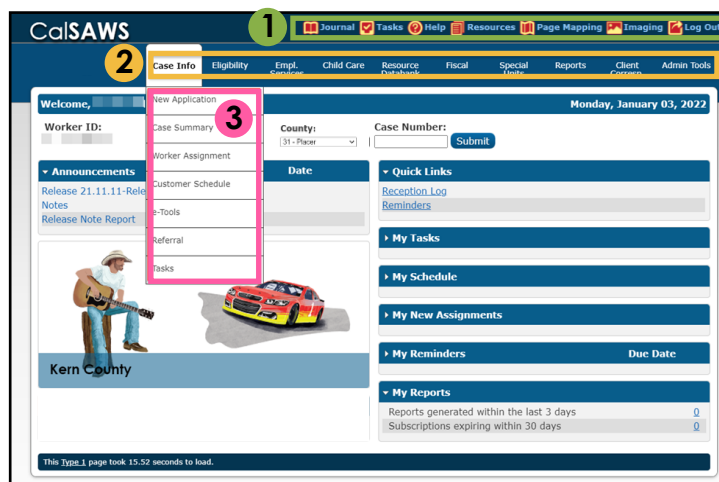 CalSAWS
1 Journal Tasks Help Resources Page Mapping Imaging Log Out
2 Case Info Eligibility Empl. Services Child Care Resource Databank Fiscal Special Units Reports Client Corresp. Admin Tools
Welcome,
Monday, January 03, 2022
New Application
3
Worker ID:
Case Summary
County:
31 - Placer
Case Number:
Submit
Worker Assignment
Announcements Date
Quick Links
Customer Schedule
Release 21.11.11-Rele
Notes
Release Note Report
Reception Log
Reminders
e-Tools
Referral
Tasks
My Tasks
My Schedule
My New Assignments
My Reminders Due Date
Kern County
My Reports
Reports generated within the last 3 days 0
Subscriptions expiring within 30 days 0
This Type 1 page took 15.52 seconds to load.